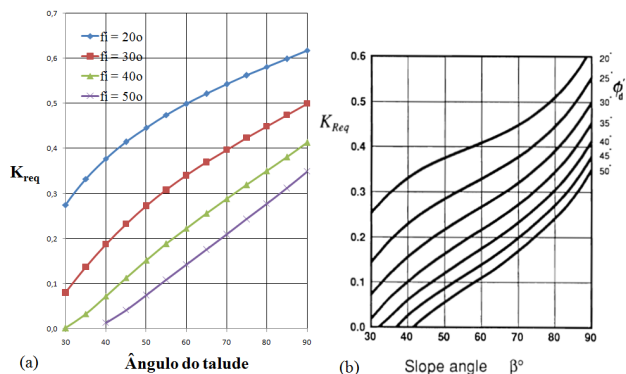 0,7
0,6
0,5
0,4
0,3
0,2
0,1
0,0
K_req
fi = 20o
fi = 30o
fi = 40o
fi = 50o
30 40 50 60 70 80 90
(a)
Ângulo do talude
0.6
0.5
0.4
0.3
0.2
0.1
0.0
K_Req
20°
25°
30°
35°
40°
45°
50°
ϕ'd
30 40 50 60 70 80 90
(b)
Slope angle β°